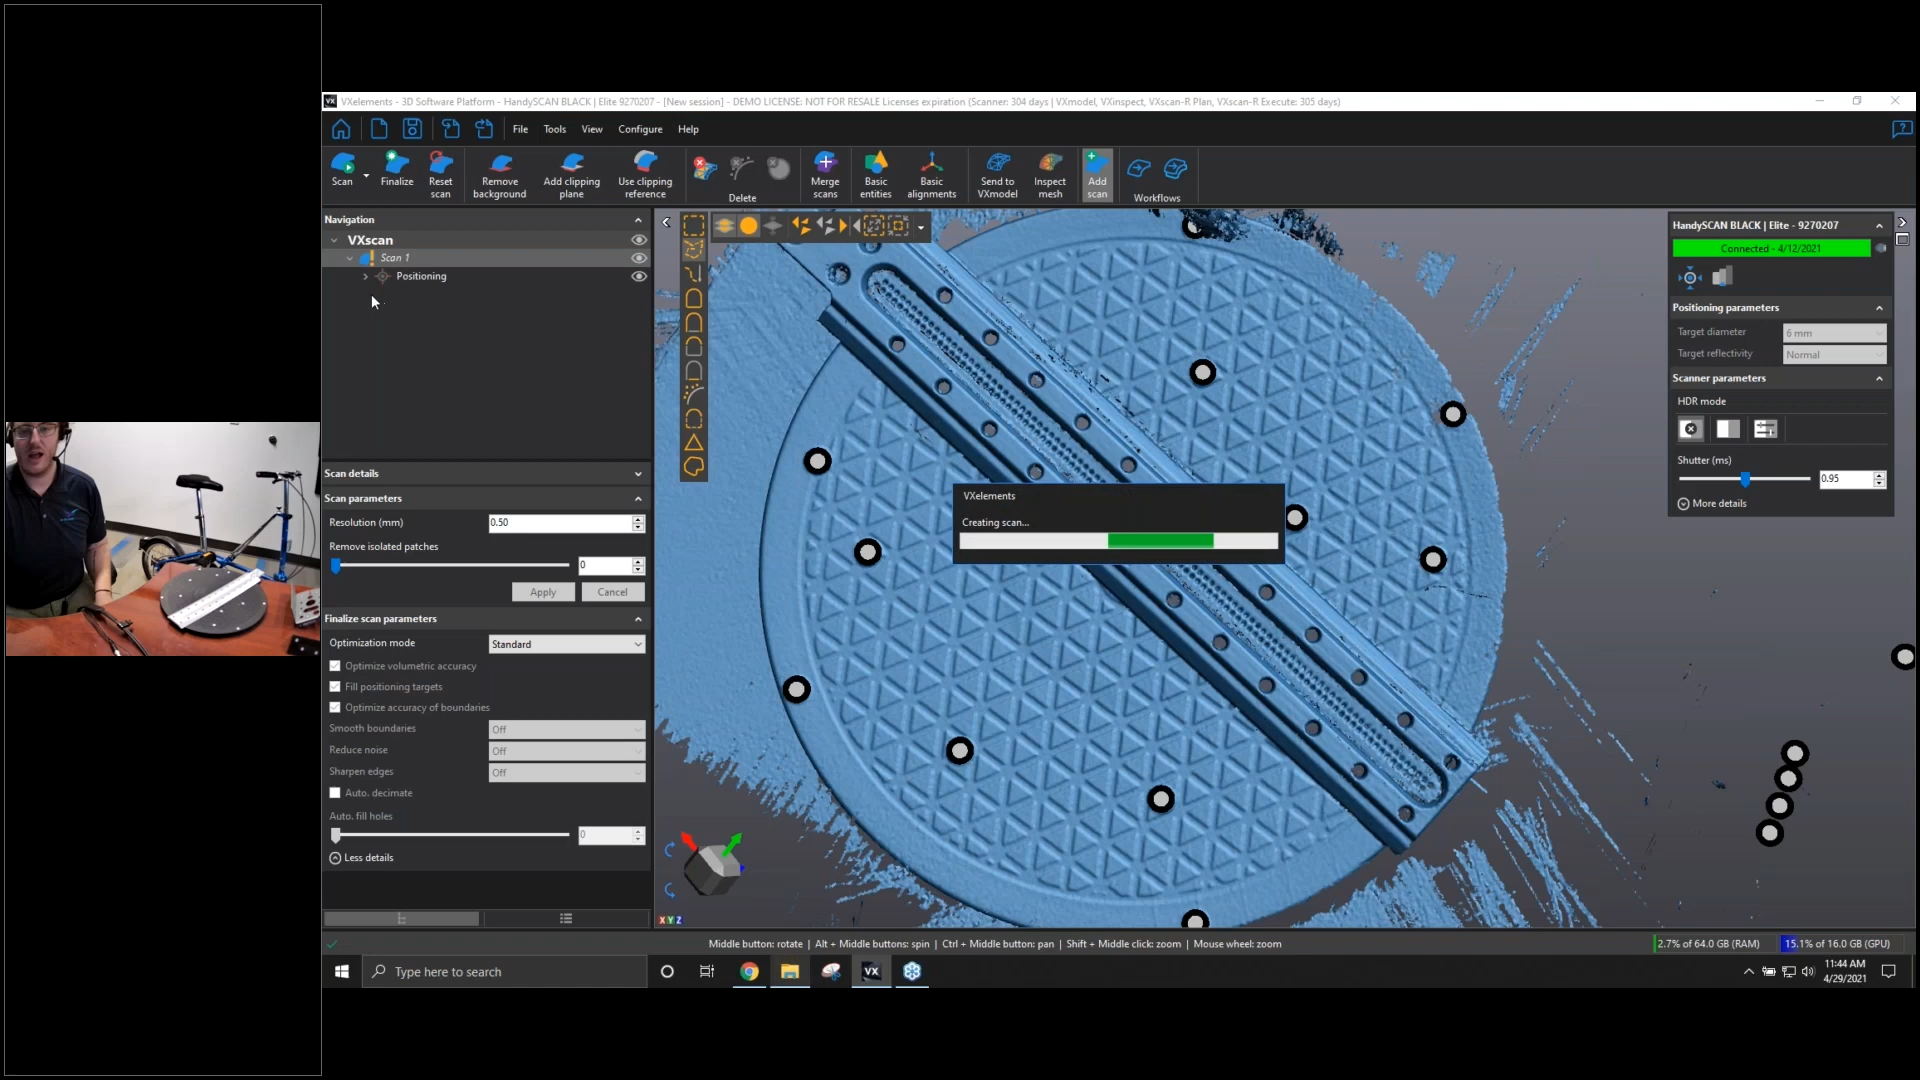 VXelements - 3D Software Platform - HandySCAN BLACK | Elite 9270207 - [New session] - DEMO LICENSE: NOT FOR RESALE Licenses expiration (Scanner: 304 days | VXmodel, VXinspect, VXscan-R Plan, VXscan-R Execute: 305 days)
File Tools View Configure Help
Scan
Finalize
Reset scan
Remove background
Add clipping plane
Use clipping reference
Delete
Merge scans
Basic entities
Basic alignments
Send to VXmodel
Inspect mesh
Add scan
Workflows
Navigation
VXscan
Scan 1
Positioning
Scan details
Scan parameters
Resolution (mm) 0.50
Remove isolated patches
0
Apply Cancel
Finalize scan parameters
Optimization mode Standard
Optimize volumetric accuracy
Fill positioning targets
Optimize accuracy of boundaries
Smooth boundaries Off
Reduce noise Off
Sharpen edges Off
Auto. decimate
Auto. fill holes
0
Less details
VXelements
Creating scan...
X Y Z
HandySCAN BLACK | Elite - 9270207
Connected - 4/12/2021
Positioning parameters
Target diameter 6 mm
Target reflectivity Normal
Scanner parameters
HDR mode
Shutter (ms)
0.95
More details
Middle button: rotate | Alt + Middle buttons: spin | Ctrl + Middle button: pan | Shift + Middle click: zoom | Mouse wheel: zoom
2.7% of 64.0 GB (RAM) 15.1% of 16.0 GB (GPU)
Type here to search
VX
11:44 AM
4/29/2021